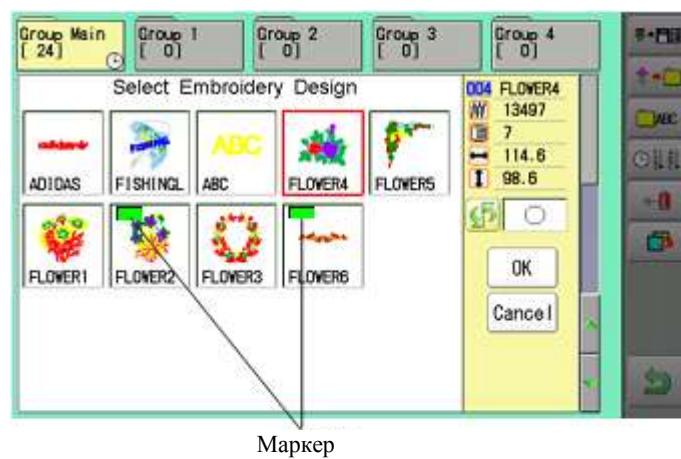 Group Main Group 1 Group 2 Group 3 Group 4
[ 24] [ 0] [ 0] [ 0] [ 0]
Select Embroidery Design
004 FLOWER4
13497
7
114.6
98.6
ADIDAS FISHINGL ABC FLOWER4 FLOWER5
FLOWER1 FLOWER2 FLOWER3 FLOWER6
OK
Cancel
ABC
Маркер